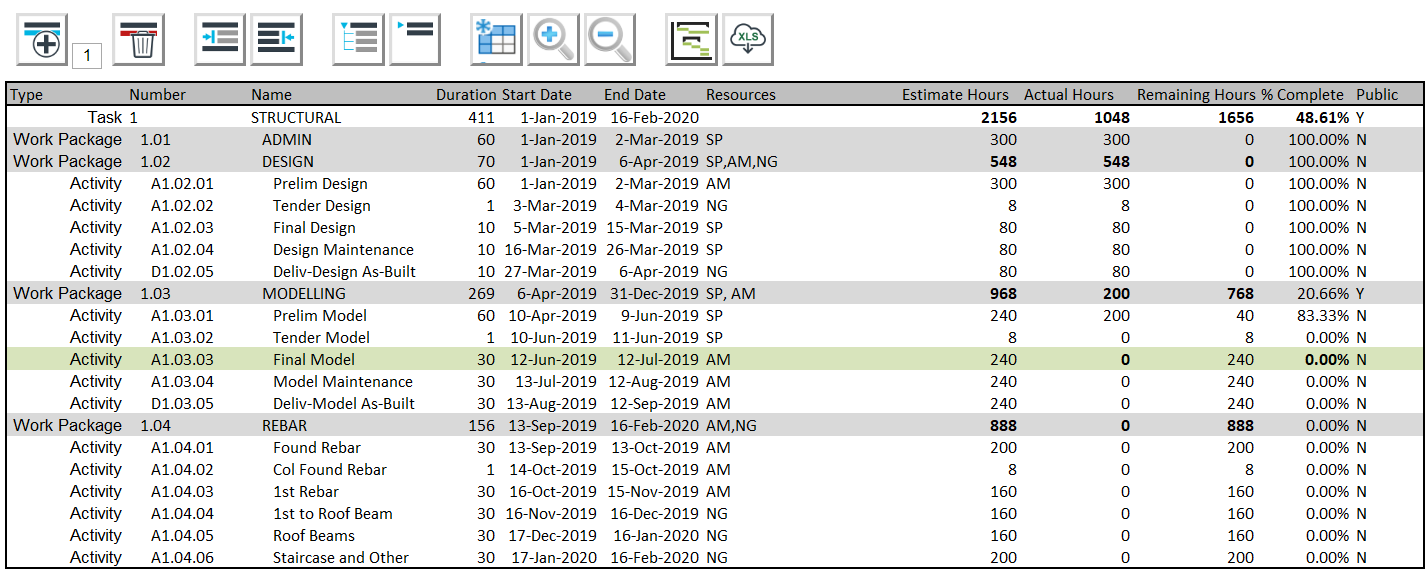 1
XLS
Type Number Name Duration Start Date End Date Resources Estimate Hours Actual Hours Remaining Hours % Complete Public
Task 1 STRUCTURAL 411 1-Jan-2019 16-Feb-2020 2156 1048 1656 48.61% Y
Work Package 1.01 ADMIN 60 1-Jan-2019 2-Mar-2019 SP 300 300 0 100.00% N
Work Package 1.02 DESIGN 70 1-Jan-2019 6-Apr-2019 SP,AM,NG 548 548 0 100.00% N
Activity A1.02.01 Prelim Design 60 1-Jan-2019 2-Mar-2019 AM 300 300 0 100.00% N
Activity A1.02.02 Tender Design 1 3-Mar-2019 4-Mar-2019 NG 8 8 0 100.00% N
Activity A1.02.03 Final Design 10 5-Mar-2019 15-Mar-2019 SP 80 80 0 100.00% N
Activity A1.02.04 Design Maintenance 10 16-Mar-2019 26-Mar-2019 SP 80 80 0 100.00% N
Activity D1.02.05 Deliv-Design As-Built 10 27-Mar-2019 6-Apr-2019 NG 80 80 0 100.00% N
Work Package 1.03 MODELLING 269 6-Apr-2019 31-Dec-2019 SP, AM 968 200 768 20.66% Y
Activity A1.03.01 Prelim Model 60 10-Apr-2019 9-Jun-2019 SP 240 200 40 83.33% N
Activity A1.03.02 Tender Model 1 10-Jun-2019 11-Jun-2019 SP 8 0 8 0.00% N
Activity A1.03.03 Final Model 30 12-Jun-2019 12-Jul-2019 AM 240 0 240 0.00% N
Activity A1.03.04 Model Maintenance 30 13-Jul-2019 12-Aug-2019 AM 240 0 240 0.00% N
Activity D1.03.05 Deliv-Model As-Built 30 13-Aug-2019 12-Sep-2019 AM 240 0 240 0.00% N
Work Package 1.04 REBAR 156 13-Sep-2019 16-Feb-2020 AM,NG 888 0 888 0.00% N
Activity A1.04.01 Found Rebar 30 13-Sep-2019 13-Oct-2019 AM 200 0 200 0.00% N
Activity A1.04.02 Col Found Rebar 1 14-Oct-2019 15-Oct-2019 AM 8 0 8 0.00% N
Activity A1.04.03 1st Rebar 30 16-Oct-2019 15-Nov-2019 AM 160 0 160 0.00% N
Activity A1.04.04 1st to Roof Beam 30 16-Nov-2019 16-Dec-2019 NG 160 0 160 0.00% N
Activity A1.04.05 Roof Beams 30 17-Dec-2019 16-Jan-2020 NG 160 0 160 0.00% N
Activity A1.04.06 Staircase and Other 30 17-Jan-2020 16-Feb-2020 NG 200 0 200 0.00% N